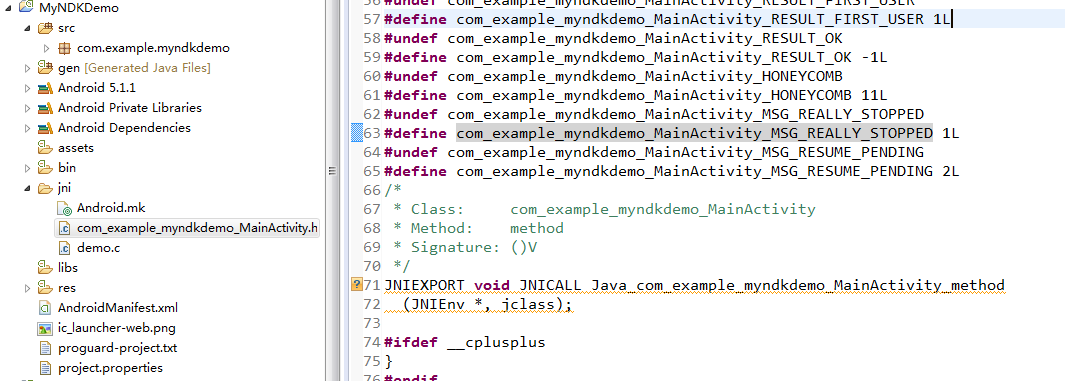 MyNDKDemo
src
com.example.myndkdemo
gen [Generated Java Files]
Android 5.1.1
Android Private Libraries
Android Dependencies
assets
bin
jni
Android.mk
com_example_myndkdemo_MainActivity.h
demo.c
libs
res
AndroidManifest.xml
ic_launcher-web.png
proguard-project.txt
project.properties
56 #undef com_example_myndkdemo_MainActivity_RESULT_FIRST_USER
57 #define com_example_myndkdemo_MainActivity_RESULT_FIRST_USER 1L
58 #undef com_example_myndkdemo_MainActivity_RESULT_OK
59 #define com_example_myndkdemo_MainActivity_RESULT_OK -1L
60 #undef com_example_myndkdemo_MainActivity_HONEYCOMB
61 #define com_example_myndkdemo_MainActivity_HONEYCOMB 11L
62 #undef com_example_myndkdemo_MainActivity_MSG_REALLY_STOPPED
63 #define com_example_myndkdemo_MainActivity_MSG_REALLY_STOPPED 1L
64 #undef com_example_myndkdemo_MainActivity_MSG_RESUME_PENDING
65 #define com_example_myndkdemo_MainActivity_MSG_RESUME_PENDING 2L
66 /*
67 * Class: com_example_myndkdemo_MainActivity
68 * Method: method
69 * Signature: ()V
70 */
71 JNIEXPORT void JNICALL Java_com_example_myndkdemo_MainActivity_method
72 (JNIEnv *, jclass);
73
74 #ifdef __cplusplus
75 }
76 #endif